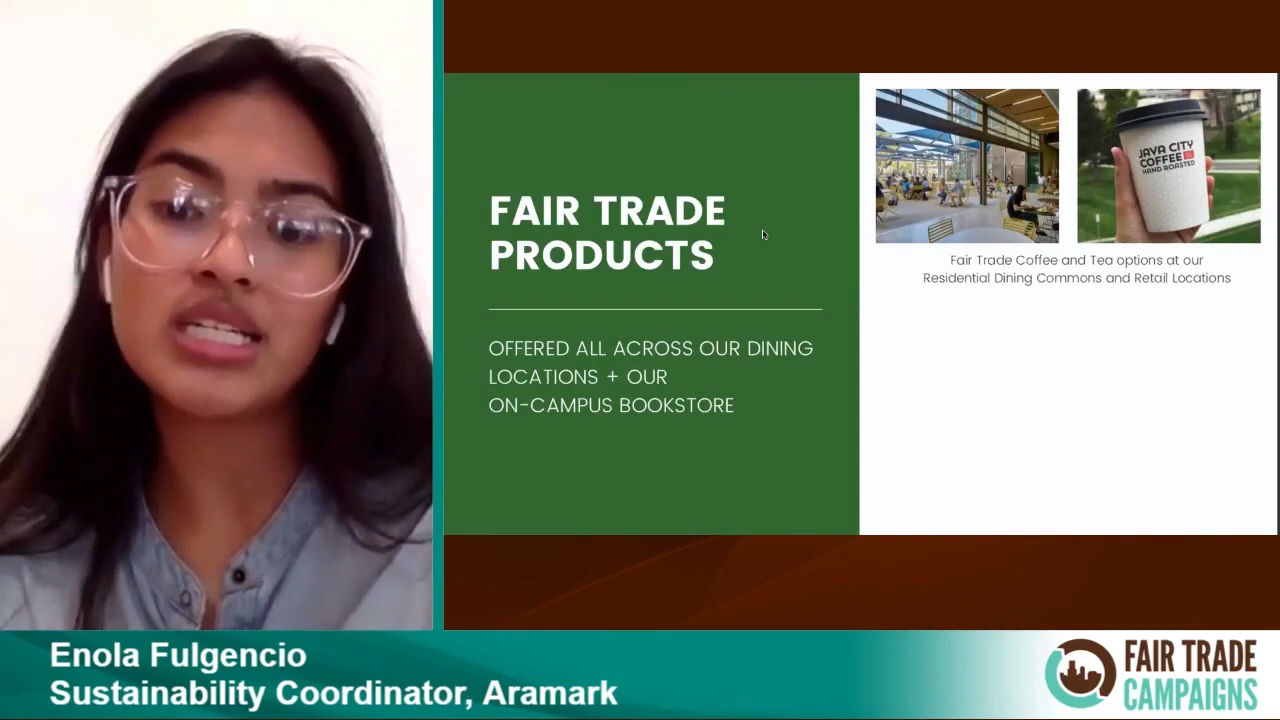 FAIR TRADE
PRODUCTS
OFFERED ALL ACROSS OUR DINING
LOCATIONS + OUR
ON-CAMPUS BOOKSTORE
JAVA CITY
COFFEE
HAND ROASTED
Fair Trade Coffee and Tea options at our
Residential Dining Commons and Retail Locations
Enola Fulgencio
Sustainability Coordinator, Aramark
FAIR TRADE
CAMPAIGNS